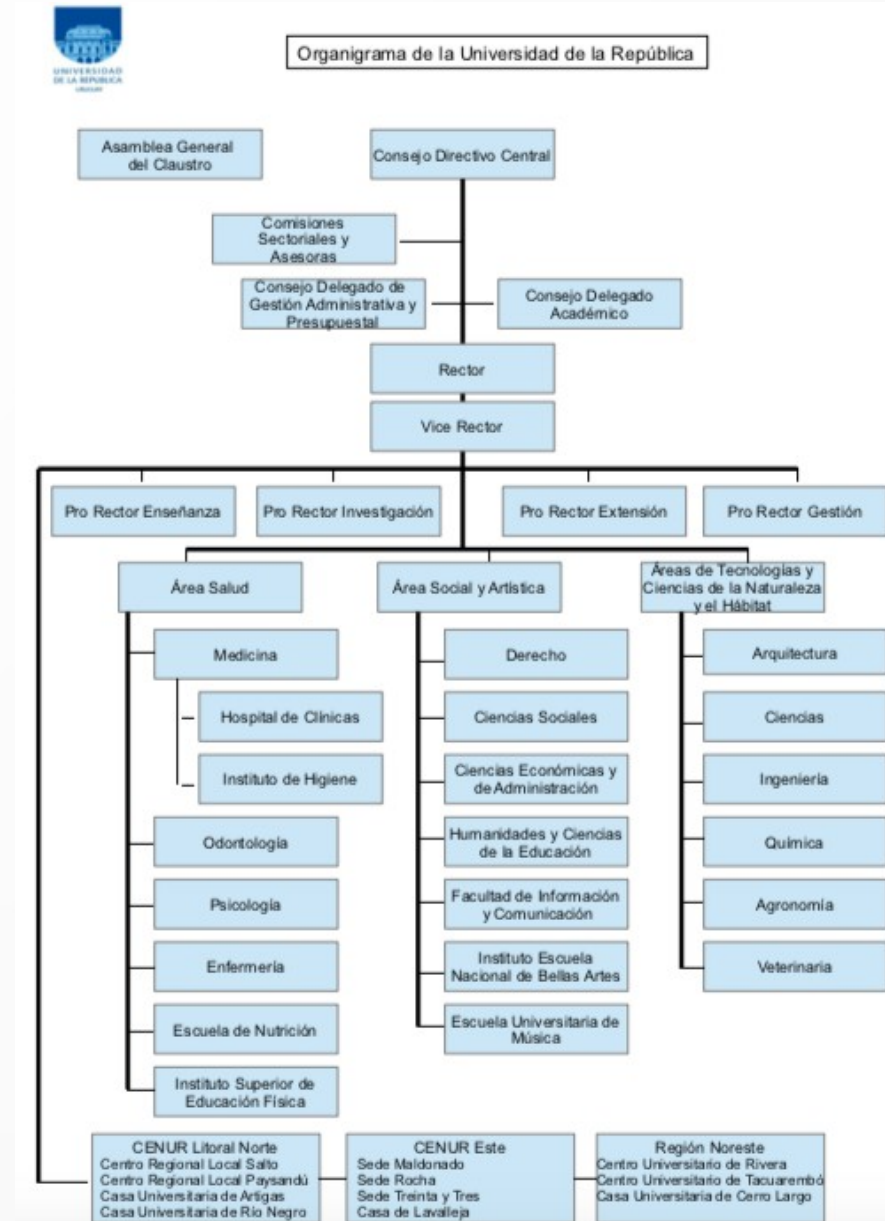 UNIVERSIDAD
DE LA REPÚBLICA
URUGUAY
Organigrama de la Universidad de la República
Asamblea General
del Claustro
Consejo Directivo Central
Comisiones
Sectoriales y
Asesoras
Consejo Delegado de
Gestión Administrativa y
Presupuestal
Consejo Delegado
Académico
Rector
Vice Rector
Pro Rector Enseñanza
Pro Rector Investigación
Pro Rector Extensión
Pro Rector Gestión
Área Salud
Medicina
Hospital de Clínicas
Instituto de Higiene
Odontología
Psicología
Enfermería
Escuela de Nutrición
Instituto Superior de
Educación Física
Área Social y Artística
Derecho
Ciencias Sociales
Ciencias Económicas y
de Administración
Humanidades y Ciencias
de la Educación
Facultad de Información
y Comunicación
Instituto Escuela
Nacional de Bellas Artes
Escuela Universitaria de
Música
Áreas de Tecnologías y
Ciencias de la Naturaleza
y el Hábitat
Arquitectura
Ciencias
Ingeniería
Química
Agronomía
Veterinaria
CENUR Litoral Norte
Centro Regional Local Salto
Centro Regional Local Paysandú
Casa Universitaria de Artigas
Casa Universitaria de Río Negro
CENUR Este
Sede Maldonado
Sede Rocha
Sede Treinta y Tres
Casa de Lavalleja
Región Noreste
Centro Universitario de Rivera
Centro Universitario de Tacuarembó
Casa Universitaria de Cerro Largo